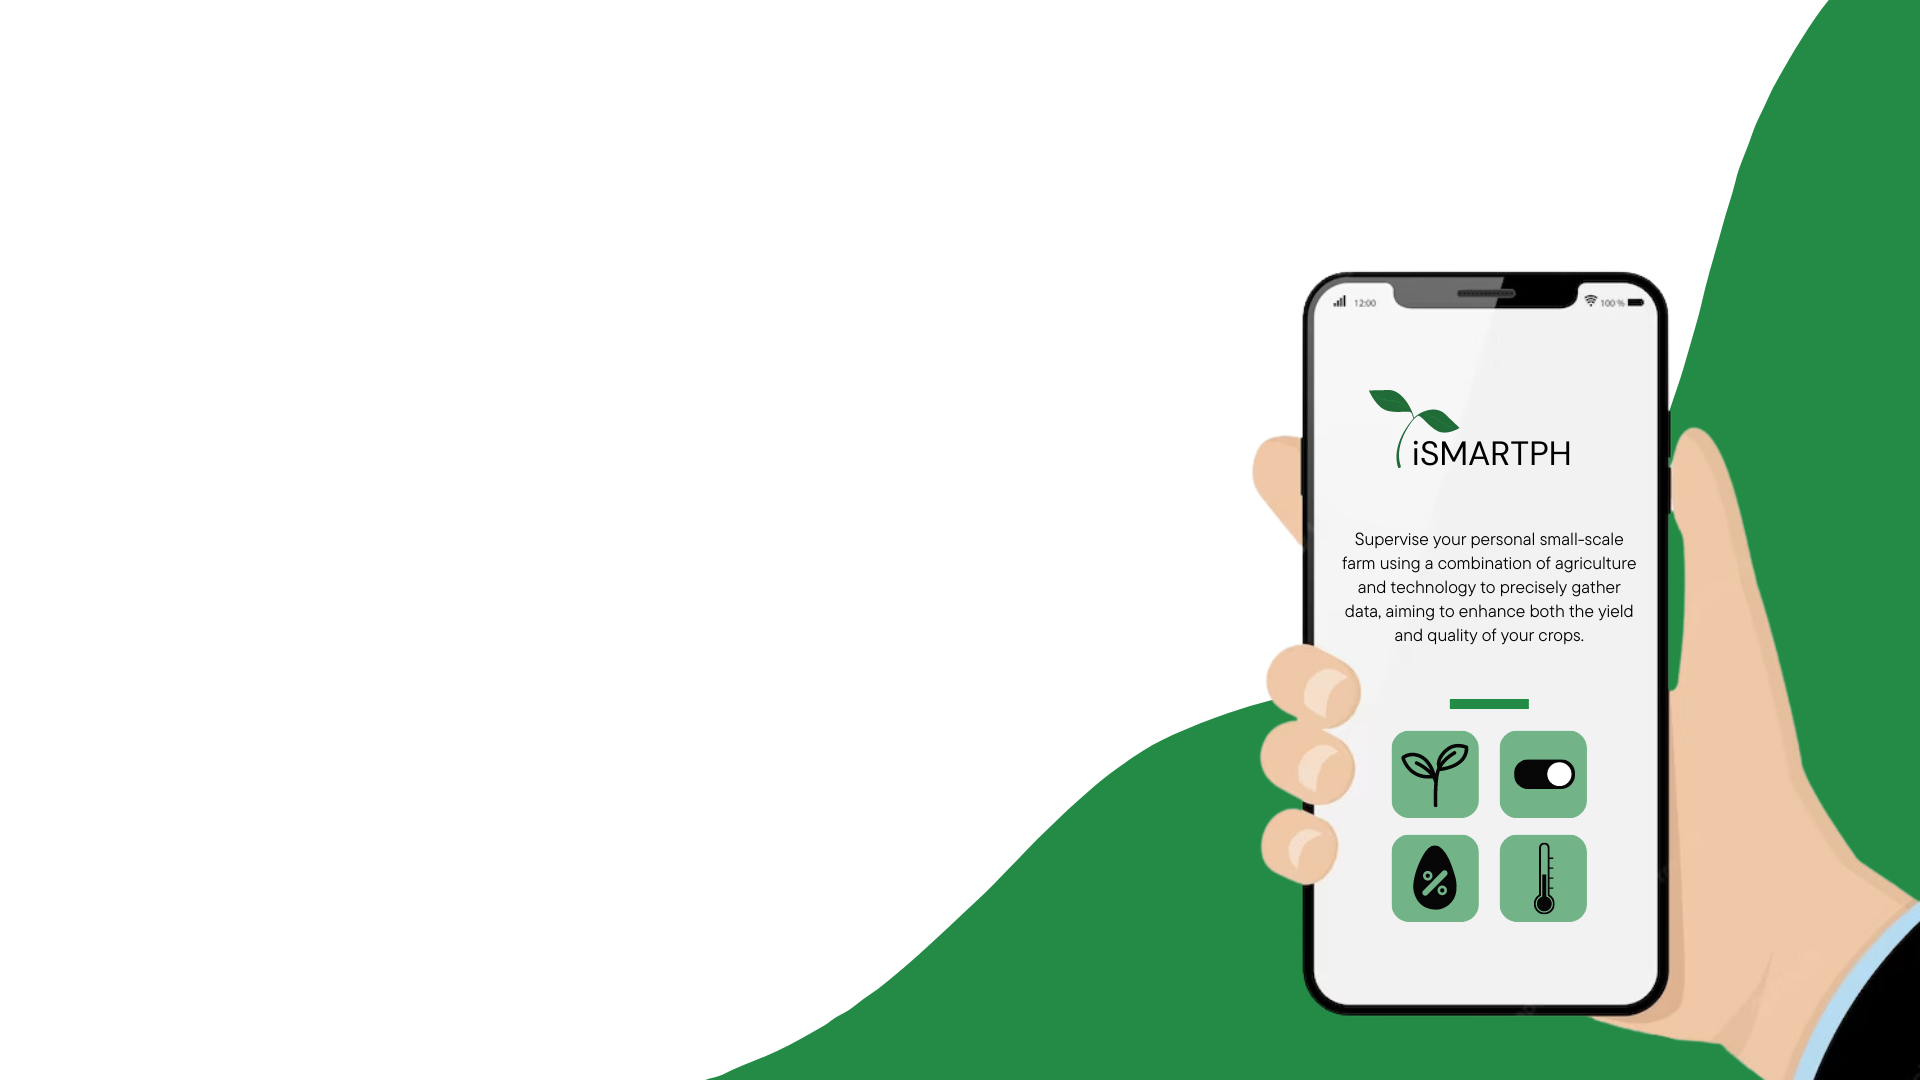 12:00
100 %
iSMARTPH
Supervise your personal small-scale
farm using a combination of agriculture
and technology to precisely gather
data, aiming to enhance both the yield
and quality of your crops.
%